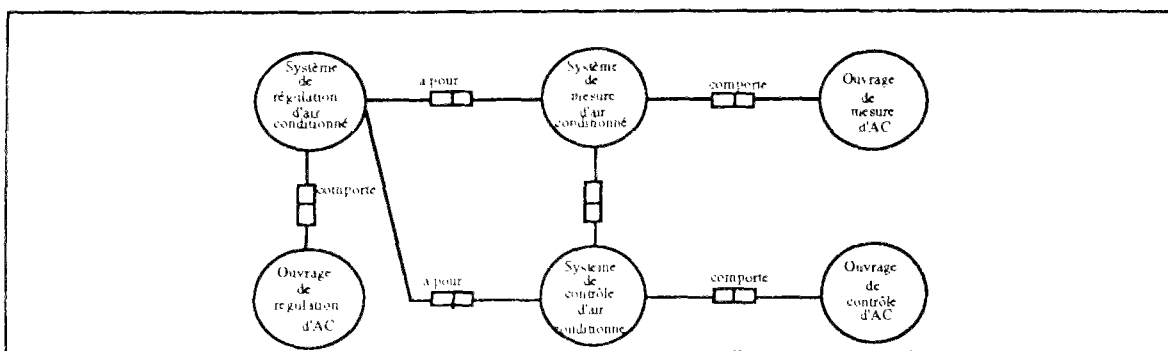 Système
de
régulation
d'air
conditionné
a pour
Système
de
mesure
d'air
conditionné
comporte
Ouvrage
de
mesure
d'AC
comporte
Ouvrage
de
régulation
d'AC
a pour
Système
de
contrôle
d'air
conditionné
comporte
Ouvrage
de
contrôle
d'AC